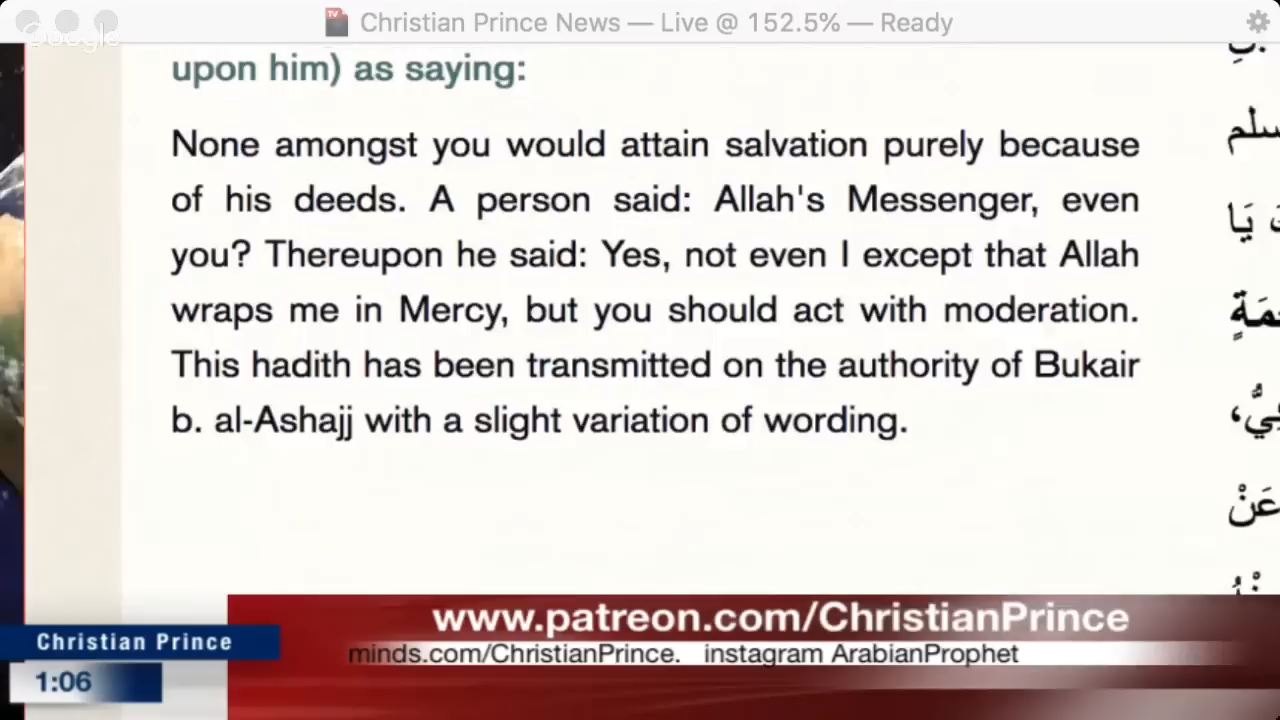 Christian Prince News — Live @ 152.5% — Ready
Google
upon him) as saying:
None amongst you would attain salvation purely because
of his deeds. A person said: Allah's Messenger, even
you? Thereupon he said: Yes, not even I except that Allah
wraps me in Mercy, but you should act with moderation.
This hadith has been transmitted on the authority of Bukair
b. al-Ashajj with a slight variation of wording.
يَا
عَنْ
www.patreon.com/ChristianPrince
Christian Prince
minds.com/ChristianPrince. instagram ArabianProphet
1:06